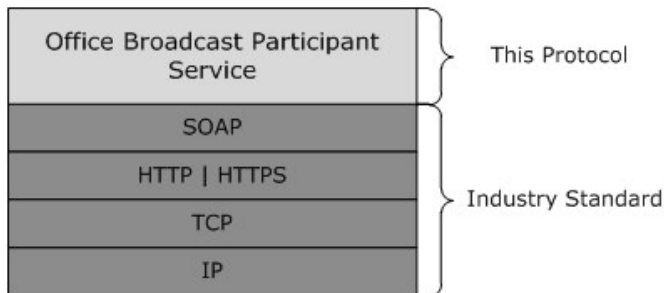 Office Broadcast Participant
Service
This Protocol
SOAP
HTTP | HTTPS
TCP
IP
Industry Standard